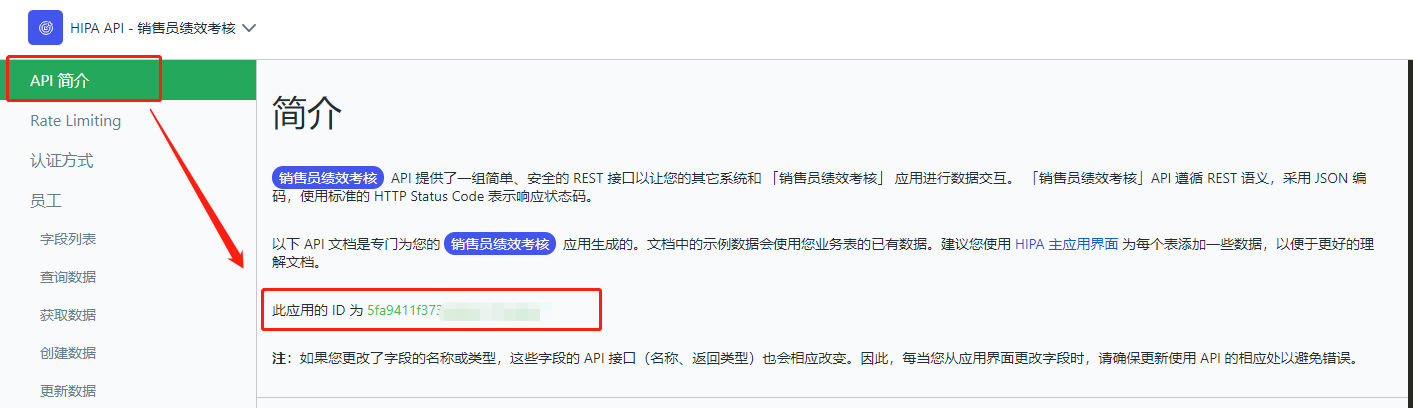 HIPA API - 销售员绩效考核
API 简介
Rate Limiting
认证方式
员工
字段列表
查询数据
获取数据
创建数据
更新数据
简介
销售员绩效考核 API 提供了一组简单、安全的 REST 接口以让您的其它系统和 「销售员绩效考核」 应用进行数据交互。 「销售员绩效考核」API 遵循 REST 语义，采用 JSON 编
码，使用标准的 HTTP Status Code 表示响应状态码。
以下 API 文档是专门为您的 销售员绩效考核 应用生成的。文档中的示例数据会使用您业务表的已有数据。建议您使用 HIPA 主应用界面 为每个表添加一些数据，以便于更好的理
解文档。
此应用的 ID 为 5fa9411f373
注：如果您更改了字段的名称或类型，这些字段的 API 接口（名称、返回类型）也会相应改变。因此，每当您从应用界面更改字段时，请确保更新使用 API 的相应处以避免错误。